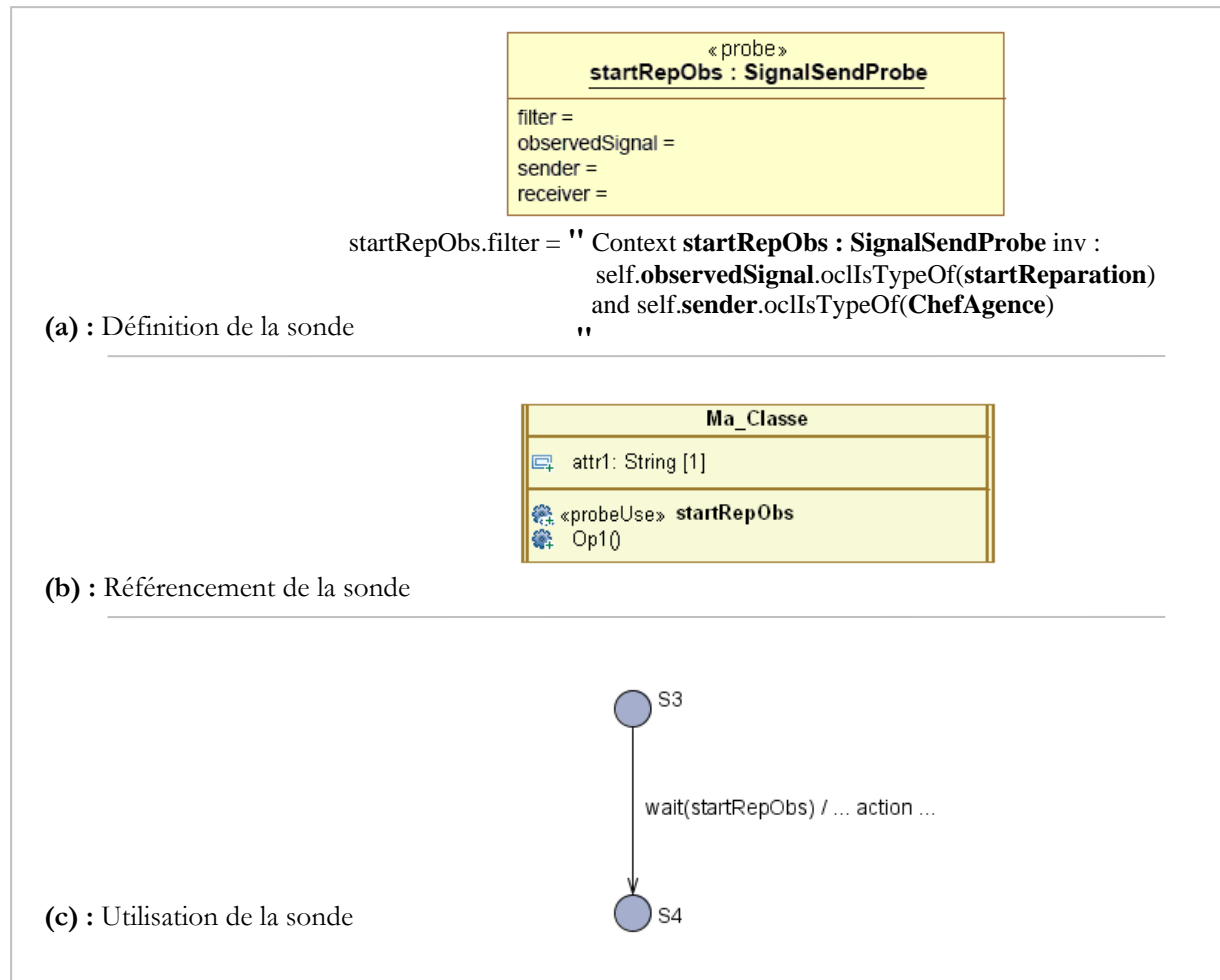 «probe»
startRepObs : SignalSendProbe
filter =
observedSignal =
sender =
receiver =
startRepObs.filter = " Context startRepObs : SignalSendProbe inv :
self.observedSignal.oclIsTypeOf(startReparation)
and self.sender.oclIsTypeOf(ChefAgence)
"
(a) : Définition de la sonde
Ma_Classe
attr1: String [1]
«probeUse» startRepObs
Op1()
(b) : Référencement de la sonde
S3
wait(startRepObs) / ... action ...
S4
(c) : Utilisation de la sonde